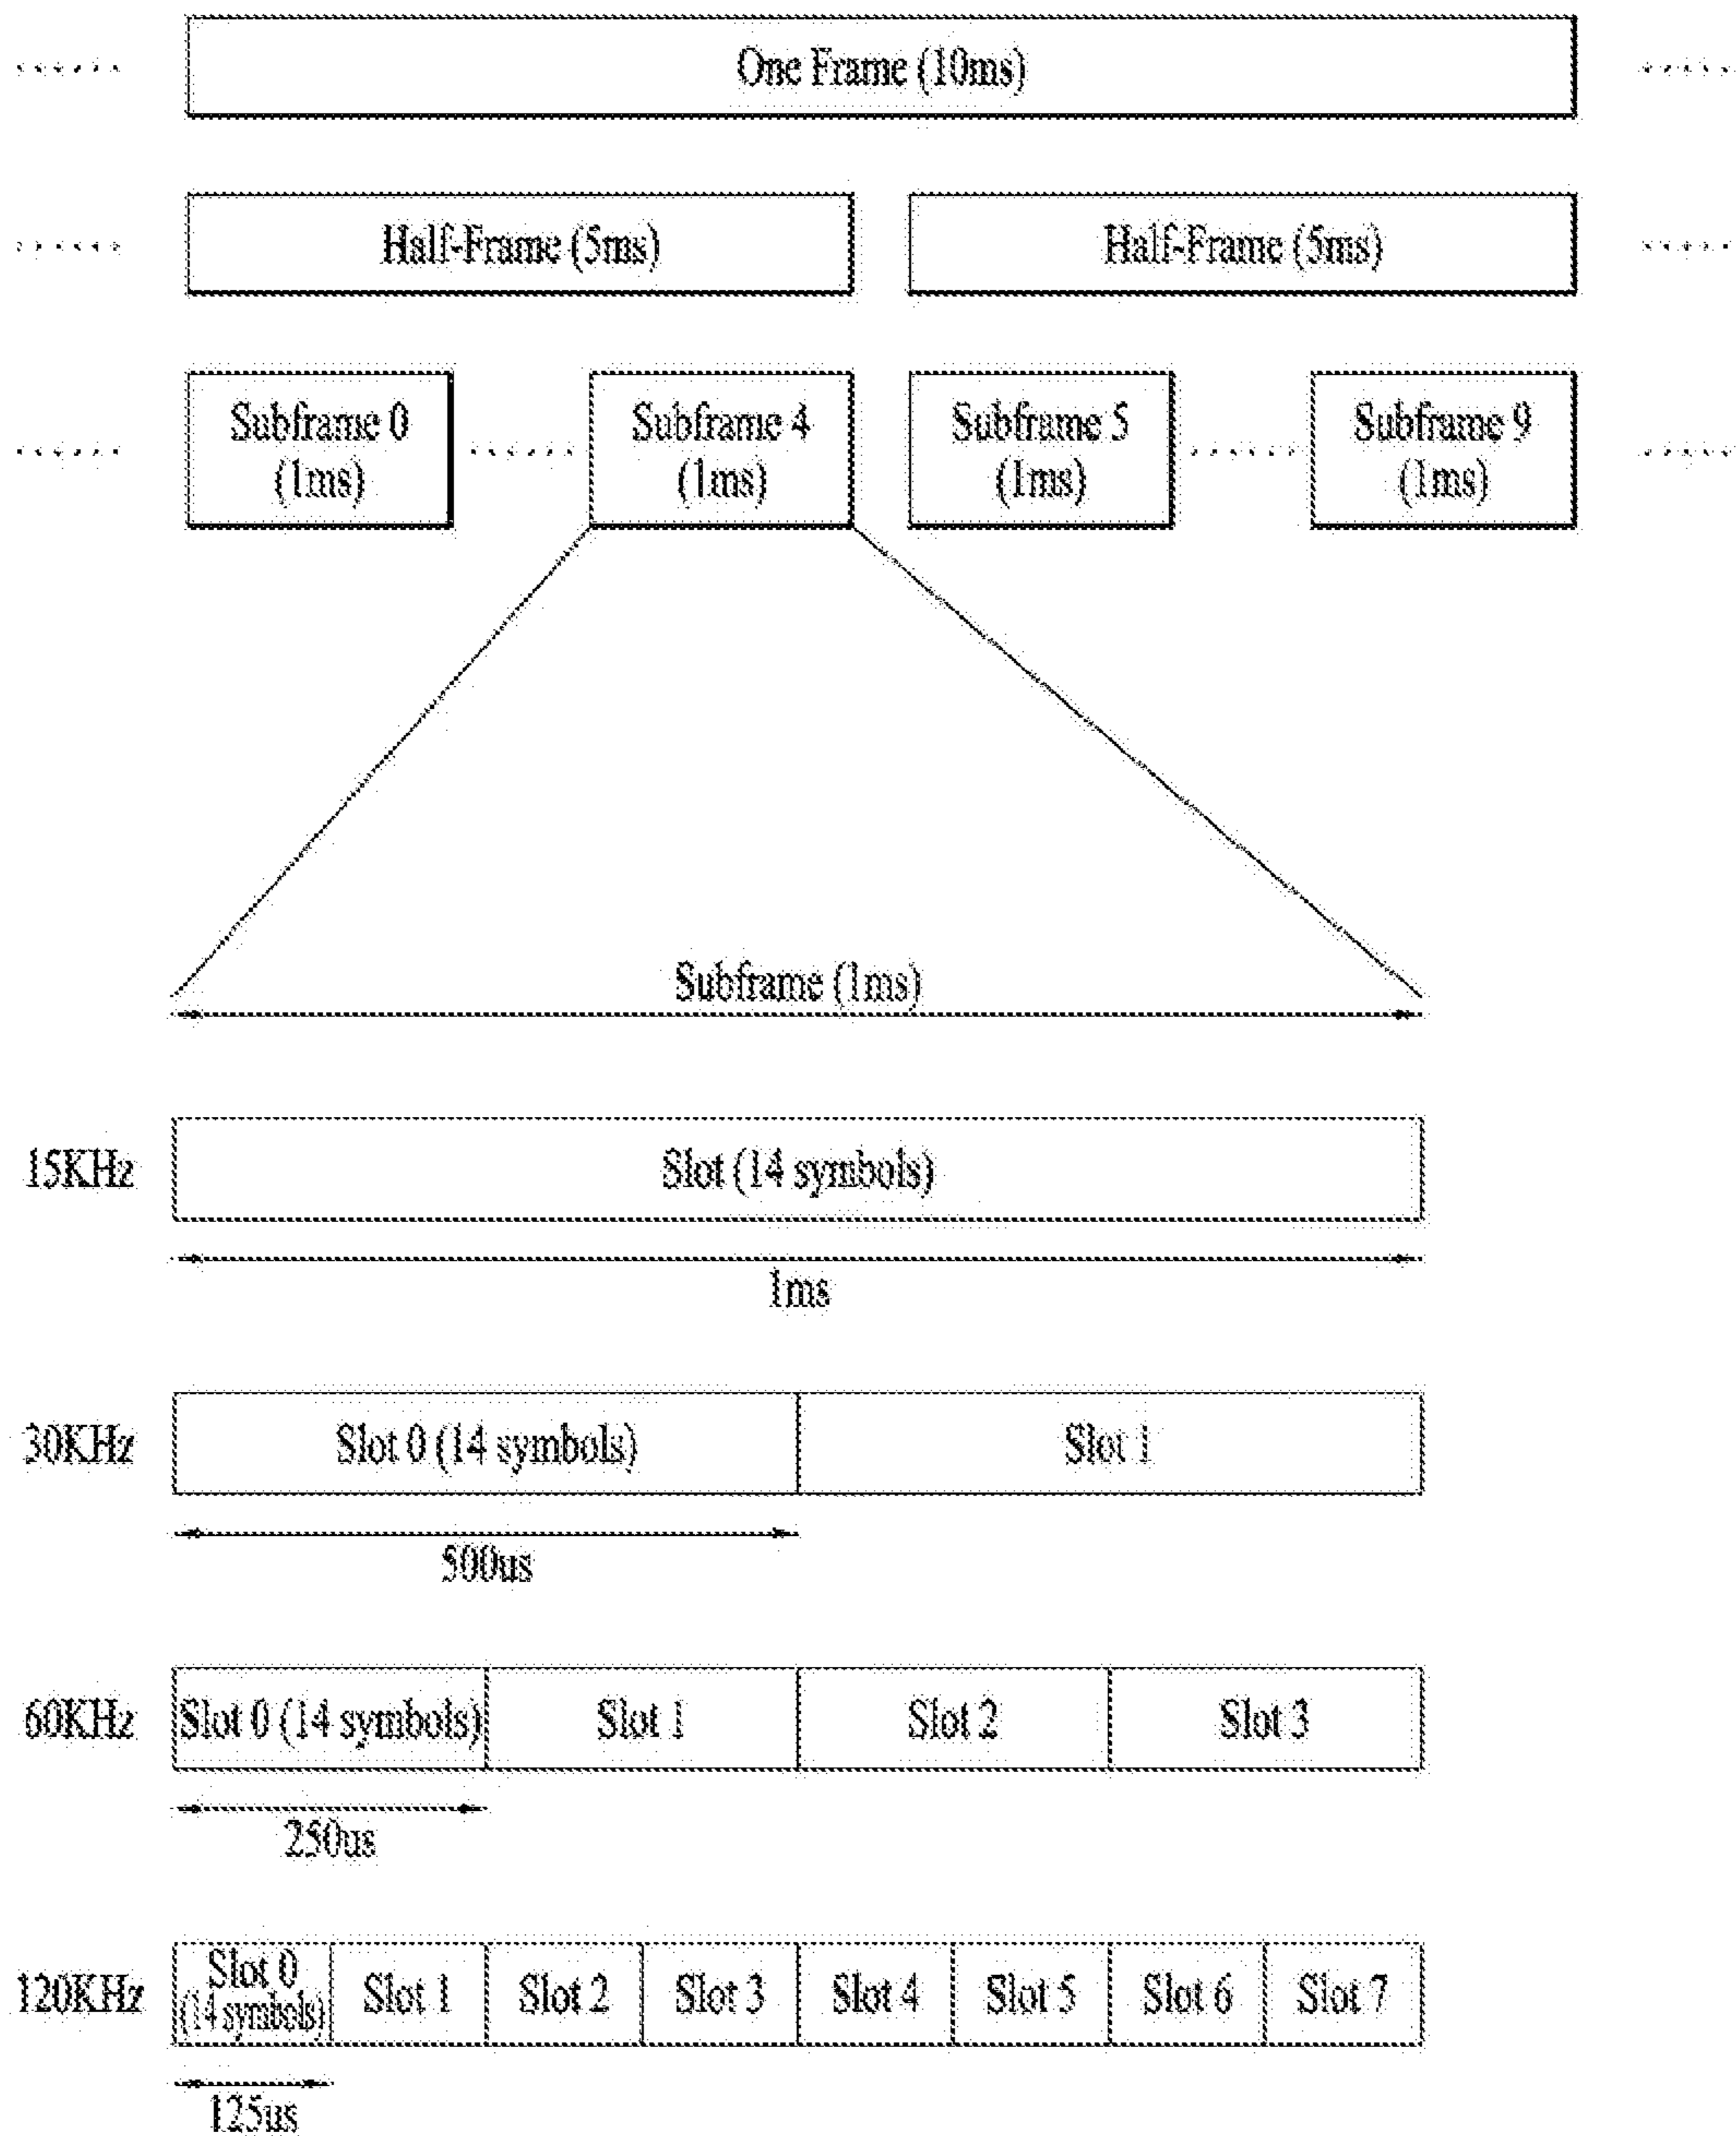 One Frame (10ms)
Half-Frame (5ms) Half-Frame (5ms)
Subframe 0 Subframe 4 Subframe 5 Subframe 9
(1ms) (1ms) (1ms) (1ms)
Subframe (1ms)
15KHz Slot (14 symbols)
1ms
30KHz Slot 0 (14 symbols) Slot 1
500us
60KHz Slot 0 (14 symbols) Slot 1 Slot 2 Slot 3
250us
120KHz Slot 0 (14 symbols) Slot 1 Slot 2 Slot 3 Slot 4 Slot 5 Slot 6 Slot 7
125us